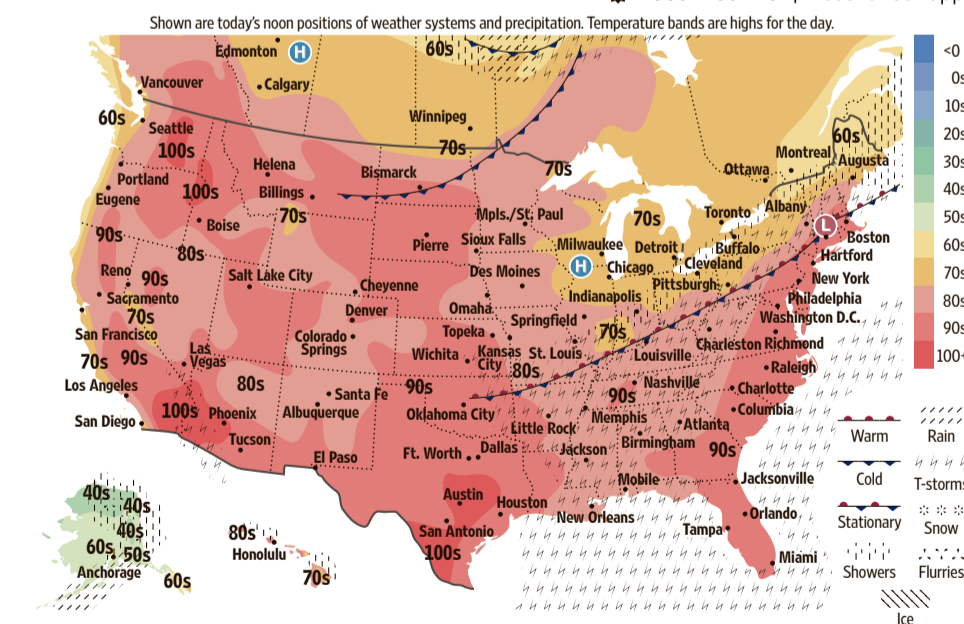 Shown are today's noon positions of weather systems and precipitation. Temperature bands are highs for the day.
Edmonton
H
60s
<0
Vancouver
Calgary
0s
10s
60s
Seattle
Winnipeg
20s
100s
70s
60s
30s
Helena
Bismarck
70s
Montreal
Augusta
Ottawa
40s
Portland
100s
Billings
Eugene
70s
Mpls./St. Paul
70s
Toronto
Albany
50s
Boise
L
90s
Pierre
Sioux Falls
Milwaukee
Detroit
Buffalo
Boston
60s
80s
H
Chicago
Cleveland
Hartford
Reno
90s
Salt Lake City
Cheyenne
Des Moines
Pittsburgh
New York
70s
Sacramento
Omaha
Indianapolis
Philadelphia
80s
70s
Denver
Springfield
Washington D.C.
San Francisco
Colorado
Springs
Topeka
70s
Charleston
Richmond
90s
70s
90s
Las
Vegas
Wichita
Kansas
City
St. Louis
Louisville
100+
80s
Raleigh
Los Angeles
80s
Santa Fe
90s
Nashville
Charlotte
100s
Phoenix
Albuquerque
Oklahoma City
90s
Memphis
Columbia
San Diego
Little Rock
Atlanta
Warm
Rain
Tucson
El Paso
Ft. Worth
Dallas
Jackson
Birmingham
90s
Cold
T-storms
40s
40s
Austin
Houston
Mobile
Jacksonville
New Orleans
Orlando
Stationary
Snow
40s
80s
San Antonio
Tampa
60s
50s
Honolulu
100s
Miami
Anchorage
60s
70s
Showers
Flurries
Ice